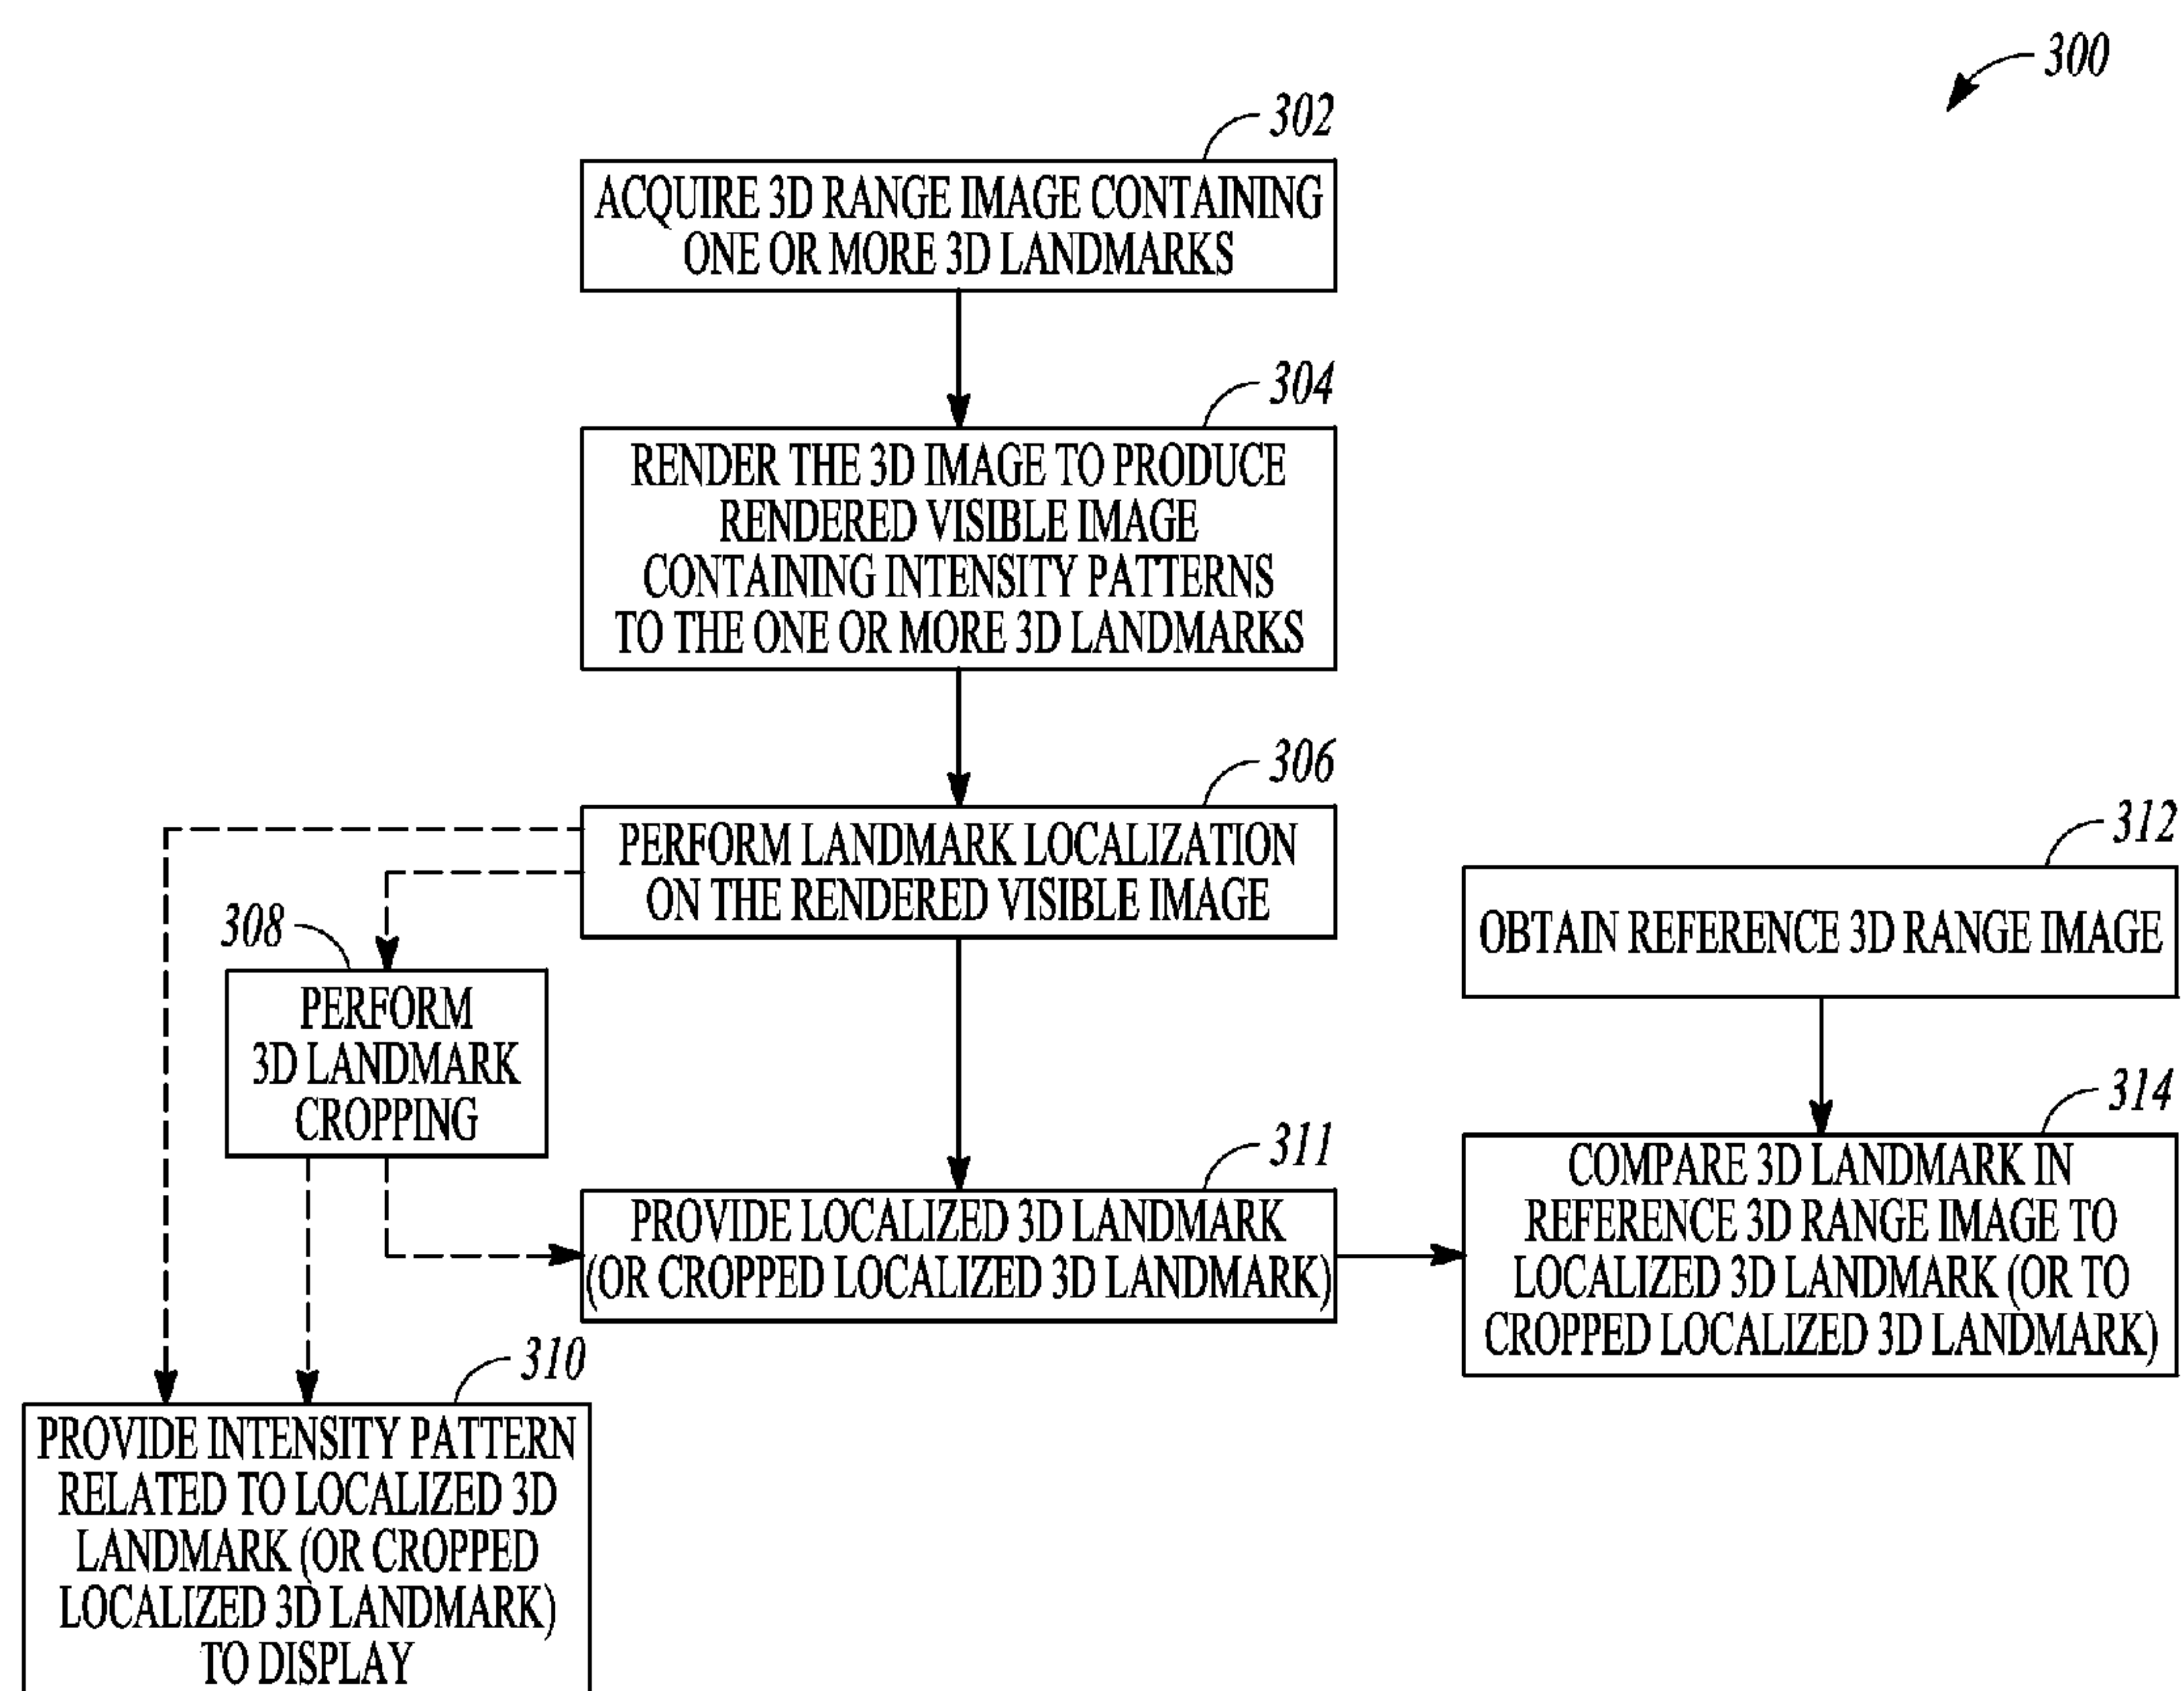 300
302
ACQUIRE 3D RANGE IMAGE CONTAINING
ONE OR MORE 3D LANDMARKS
304
RENDER THE 3D IMAGE TO PRODUCE
RENDERED VISIBLE IMAGE
CONTAINING INTENSITY PATTERNS
TO THE ONE OR MORE 3D LANDMARKS
306
PERFORM LANDMARK LOCALIZATION
ON THE RENDERED VISIBLE IMAGE
308
PERFORM
3D LANDMARK
CROPPING
310
PROVIDE INTENSITY PATTERN
RELATED TO LOCALIZED 3D
LANDMARK (OR CROPPED
LOCALIZED 3D LANDMARK)
TO DISPLAY
311
PROVIDE LOCALIZED 3D LANDMARK
(OR CROPPED LOCALIZED 3D LANDMARK)
312
OBTAIN REFERENCE 3D RANGE IMAGE
314
COMPARE 3D LANDMARK IN
REFERENCE 3D RANGE IMAGE TO
LOCALIZED 3D LANDMARK (OR TO
CROPPED LOCALIZED 3D LANDMARK)